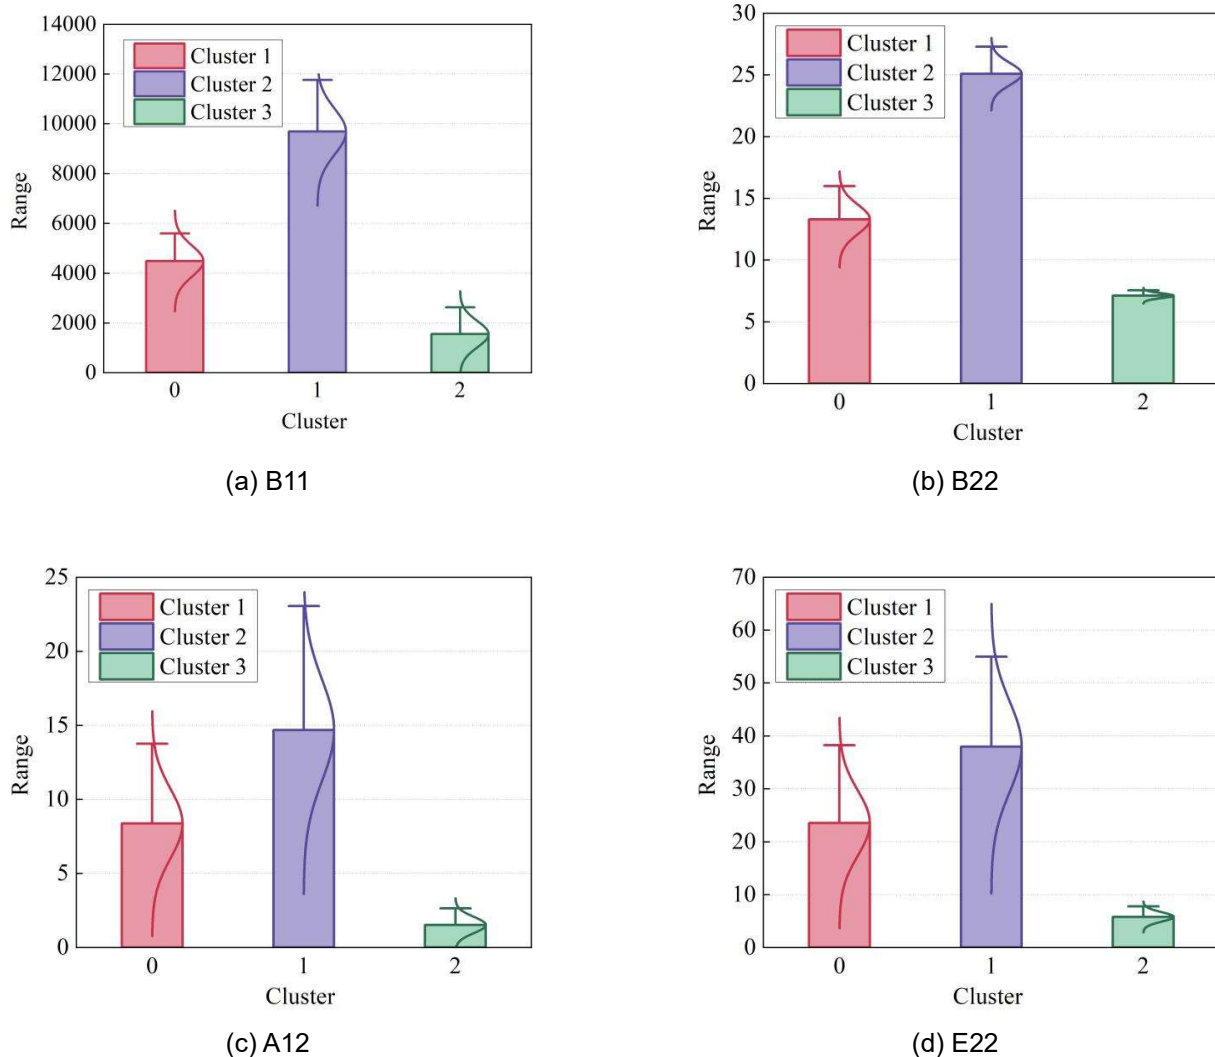 14000
12000
10000
8000
6000
4000
2000
0
Range
Cluster 1
Cluster 2
Cluster 3
0 1 2
Cluster
(a) B11
30
25
20
15
10
5
0
Range
Cluster 1
Cluster 2
Cluster 3
0 1 2
Cluster
(b) B22
25
20
15
10
5
0
Range
Cluster 1
Cluster 2
Cluster 3
0 1 2
Cluster
(c) A12
70
60
50
40
30
20
10
0
Range
Cluster 1
Cluster 2
Cluster 3
0 1 2
Cluster
(d) E22